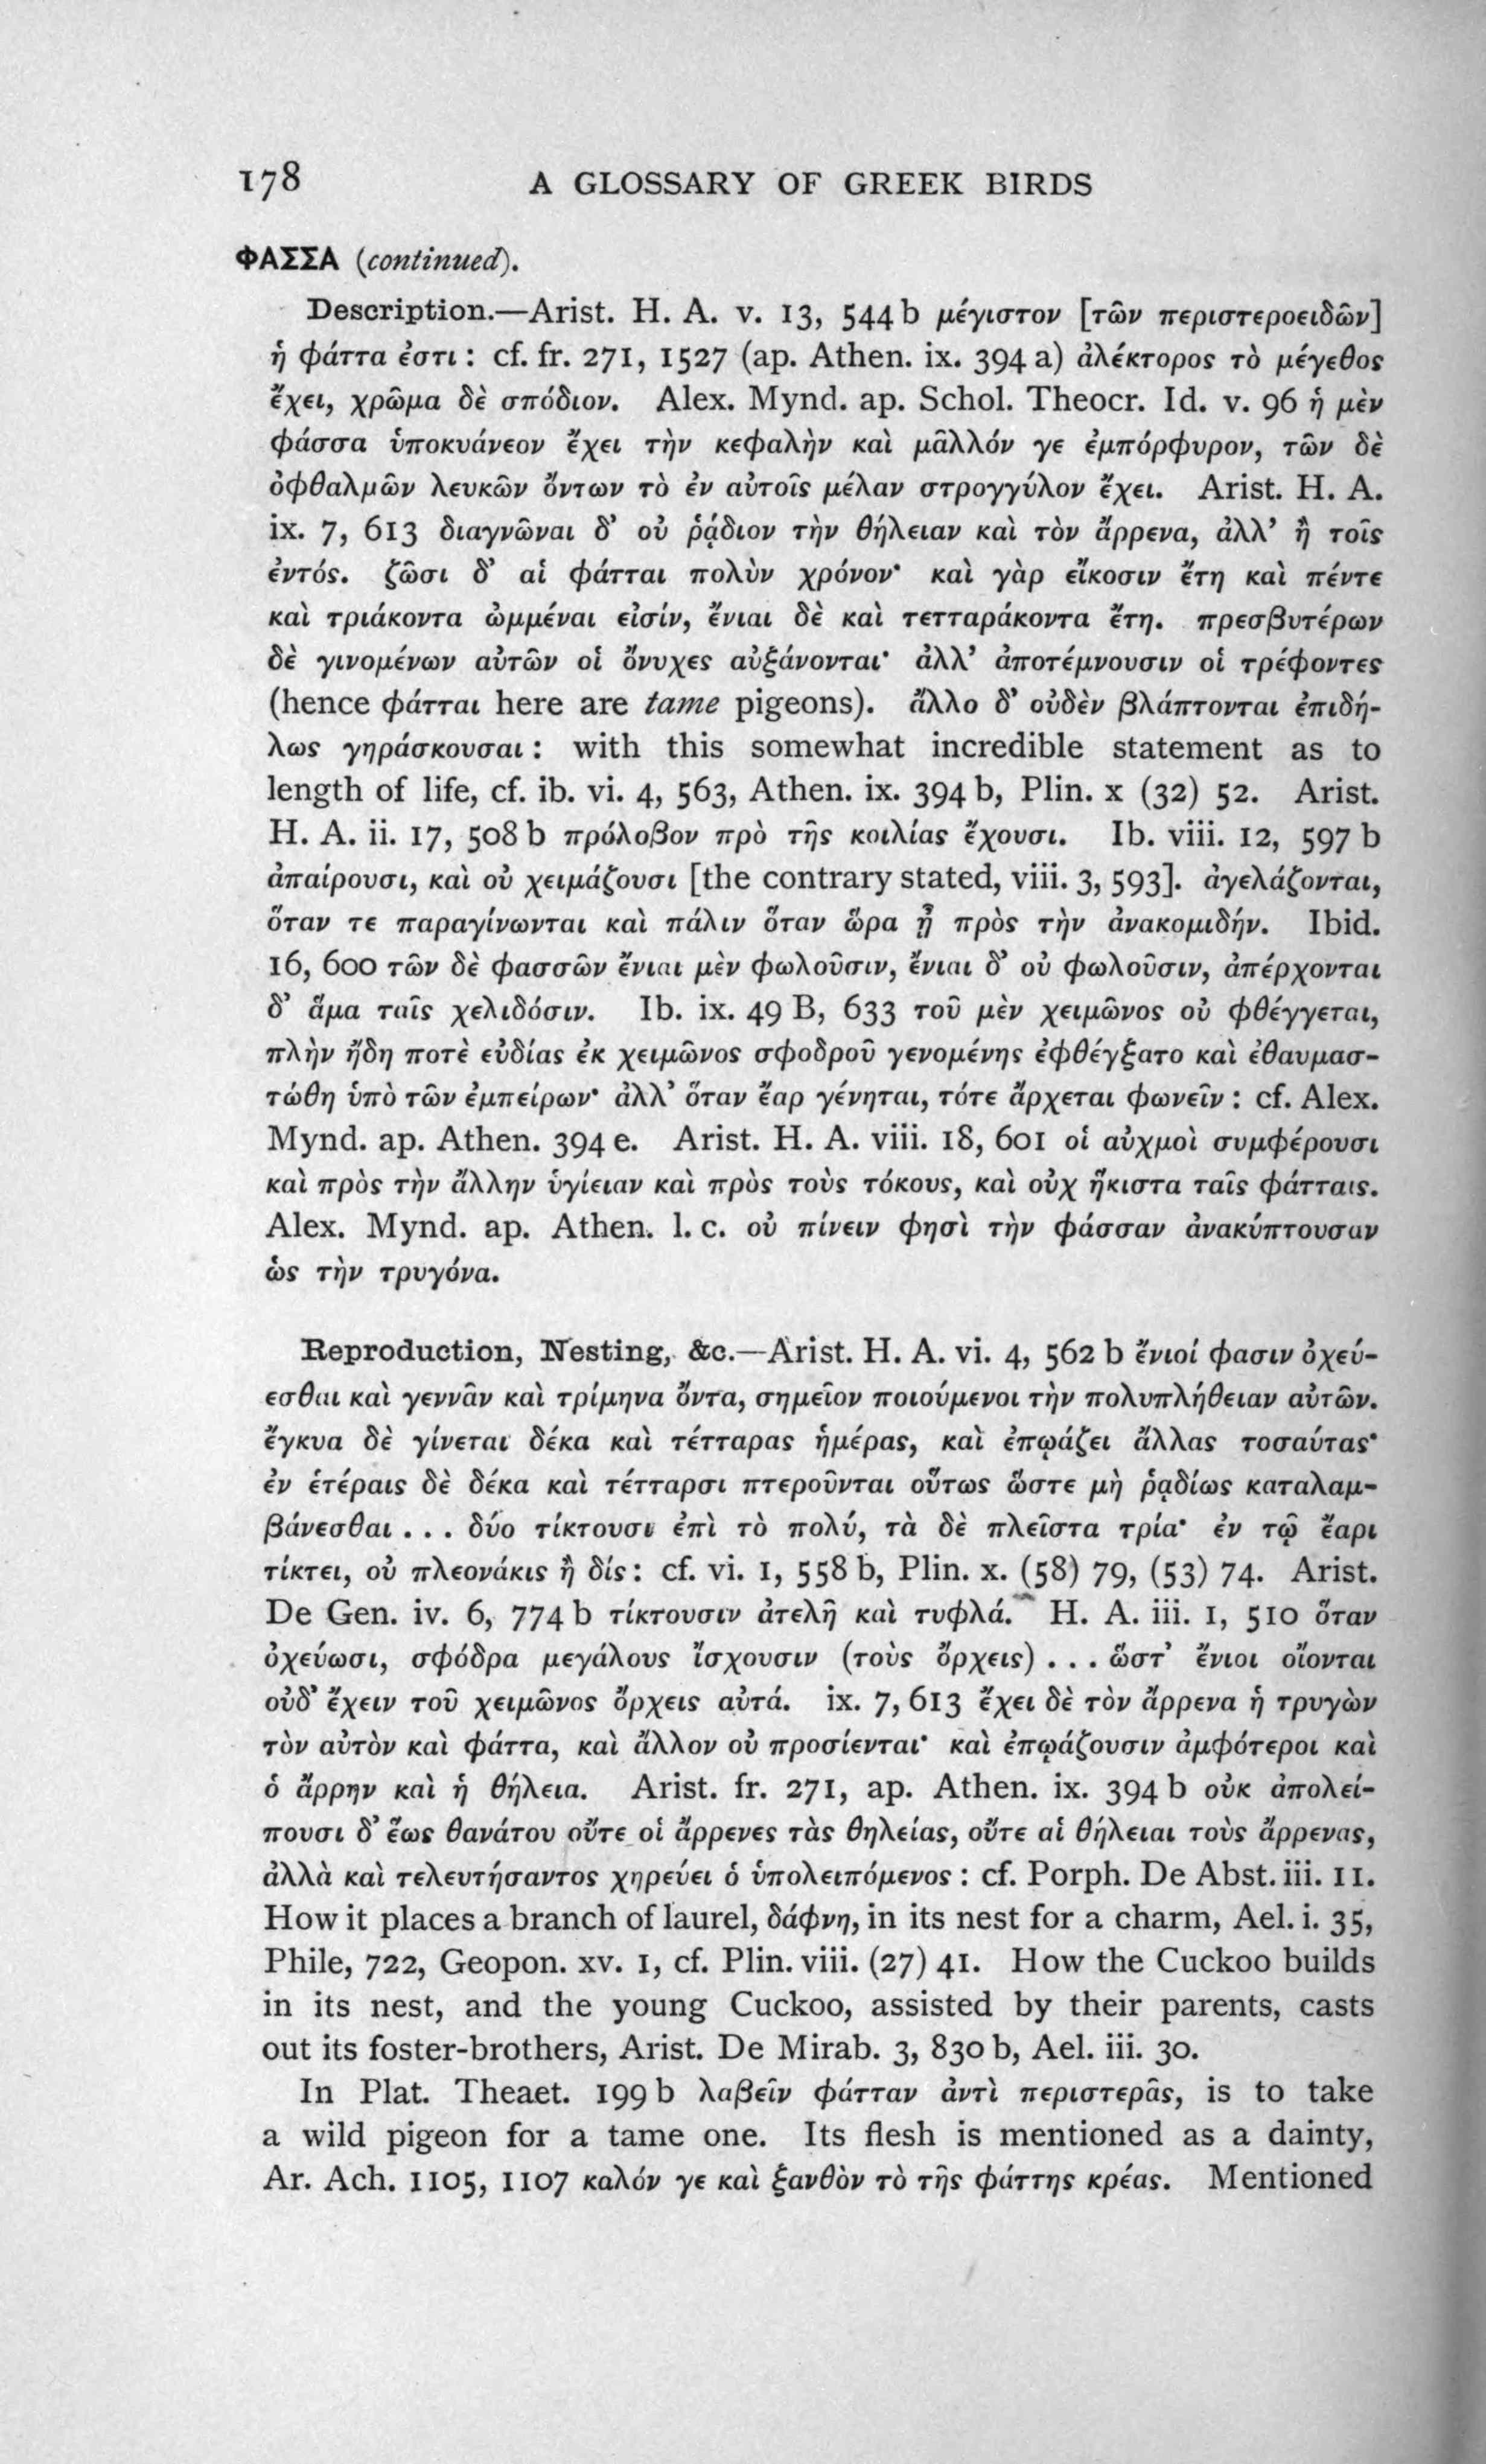 178 A GLOSSARY OF GREEK BIRDS
ΦΑΣΣΑ (continued).
Description.—Arist. H. A. v. 13, 544 b μέγιστον [τῶν περιστεροειδῶν]
ἡ φάττα ἐστι : cf. fr. 271, 1527 (ap. Athen. ix. 394 a) ἀλέκτορος τὸ μέγεθος
ἔχει, χρῶμα δὲ σπόδιον. Alex. Mynd. ap. Schol. Theocr. Id. v. 96 ἡ μὲν
φάσσα ὑποκυάνεον ἔχει τὴν κεφαλὴν καὶ μᾶλλόν γε ἐμπόρφυρον, τῶν δὲ
ὀφθαλμῶν λευκῶν ὄντων τὸ ἐν αὐτοῖς μέλαν στρογγύλον ἔχει. Arist. H. A.
ix. 7, 613 διαγνῶναι δ’ οὐ ῥᾴδιον τὴν θήλειαν καὶ τὸν ἄρρενα, ἀλλ’ ἢ τοῖς
ἐντός. ζῶσι δ’ αἱ φάτται πολὺν χρόνον· καὶ γὰρ εἴκοσιν ἔτη καὶ πέντε
καὶ τριάκοντα ὠμμέναι εἰσίν, ἔνιαι δὲ καὶ τετταράκοντα ἔτη. πρεσβυτέρων
δὲ γινομένων αὐτῶν οἱ ὄνυχες αὐξάνονται· ἀλλ’ ἀποτέμνουσιν οἱ τρέφοντες
(hence φάτται here are tame pigeons). ἄλλο δ’ οὐδὲν βλάπτονται ἐπιδή-
λως γηράσκουσαι : with this somewhat incredible statement as to
length of life, cf. ib. vi. 4, 563, Athen. ix. 394 b, Plin. x (32) 52. Arist.
H. A. ii. 17, 508 b πρόλοβον πρὸ τῆς κοιλίας ἔχουσι. Ib. viii. 12, 597 b
ἀπαίρουσι, καὶ οὐ χειμάζουσι [the contrary stated, viii. 3, 593]. ἀγελάζονται,
ὅταν τε παραγίνωνται καὶ πάλιν ὅταν ὥρα ᾖ πρὸς τὴν ἀνακομιδήν. Ibid.
16, 600 τῶν δὲ φασσῶν ἔνιαι μὲν φωλοῦσιν, ἔνιαι δ’ οὐ φωλοῦσιν, ἀπέρχονται
δ’ ἅμα ταῖς χελιδόσιν. Ib. ix. 49 B, 633 τοῦ μὲν χειμῶνος οὐ φθέγγεται,
πλὴν ἤδη ποτὲ εὐδίας ἐκ χειμῶνος σφοδροῦ γενομένης ἐφθέγξατο καὶ ἐθαυμασ-
τώθη ὑπὸ τῶν ἐμπείρων· ἀλλ’ ὅταν ἔαρ γένηται, τότε ἄρχεται φωνεῖν : cf. Alex.
Mynd. ap. Athen. 394 e. Arist. H. A. viii. 18, 601 οἱ αὐχμοὶ συμφέρουσι
καὶ πρὸς τὴν ἄλλην ὑγίειαν καὶ πρὸς τοὺς τόκους, καὶ οὐχ ἥκιστα ταῖς φάτταις.
Alex. Mynd. ap. Athen. l. c. οὐ πίνειν φησὶ τὴν φάσσαν ἀνακύπτουσαν
ὡς τὴν τρυγόνα.
Reproduction, Nesting, &c.—Arist. H. A. vi. 4, 562 b ἔνιοί φασιν ὀχεύ-
εσθαι καὶ γεννᾶν καὶ τρίμηνα ὄντα, σημεῖον ποιούμενοι τὴν πολυπλήθειαν αὐτῶν.
ἔγκυα δὲ γίνεται δέκα καὶ τέτταρας ἡμέρας, καὶ ἐπῳάζει ἄλλας τοσαύτας·
ἐν ἑτέραις δὲ δέκα καὶ τέτταρσι πτεροῦνται οὕτως ὥστε μὴ ῥᾳδίως καταλαμ-
βάνεσθαι . . . δύο τίκτουσι ἐπὶ τὸ πολύ, τὰ δὲ πλεῖστα τρία· ἐν τῷ ἔαρι
τίκτει, οὐ πλεονάκις ἢ δίς : cf. vi. 1, 558 b, Plin. x. (58) 79, (53) 74. Arist.
De Gen. iv. 6, 774 b τίκτουσιν ἀτελῆ καὶ τυφλά. H. A. iii. 1, 510 ὅταν
ὀχεύωσι, σφόδρα μεγάλους ἴσχουσιν (τοὺς ὄρχεις) . . . ὥστ’ ἔνιοι οἴονται
οὐδ’ ἔχειν τοῦ χειμῶνος ὄρχεις αὐτά. ix. 7, 613 ἔχει δὲ τὸν ἄρρενα ἡ τρυγὼν
τὸν αὐτὸν καὶ φάττα, καὶ ἄλλον οὐ προσίενται· καὶ ἐπῳάζουσιν ἀμφότεροι καὶ
ὁ ἄρρην καὶ ἡ θήλεια. Arist. fr. 271, ap. Athen. ix. 394 b οὐκ ἀπολεί-
πουσι δ’ ἕως θανάτου οὔτε οἱ ἄρρενες τὰς θηλείας, οὔτε αἱ θήλειαι τοὺς ἄρρενας,
ἀλλὰ καὶ τελευτήσαντος χηρεύει ὁ ὑπολειπόμενος : cf. Porph. De Abst. iii. 11.
How it places a branch of laurel, δάφνη, in its nest for a charm, Ael. i. 35,
Phile, 722, Geopon. xv. 1, cf. Plin. viii. (27) 41. How the Cuckoo builds
in its nest, and the young Cuckoo, assisted by their parents, casts
out its foster-brothers, Arist. De Mirab. 3, 830 b, Ael. iii. 30.
In Plat. Theaet. 199 b λαβεῖν φάτταν ἀντὶ περιστερᾶς, is to take
a wild pigeon for a tame one. Its flesh is mentioned as a dainty,
Ar. Ach. 1105, 1107 καλόν γε καὶ ξανθὸν τὸ τῆς φάττης κρέας. Mentioned